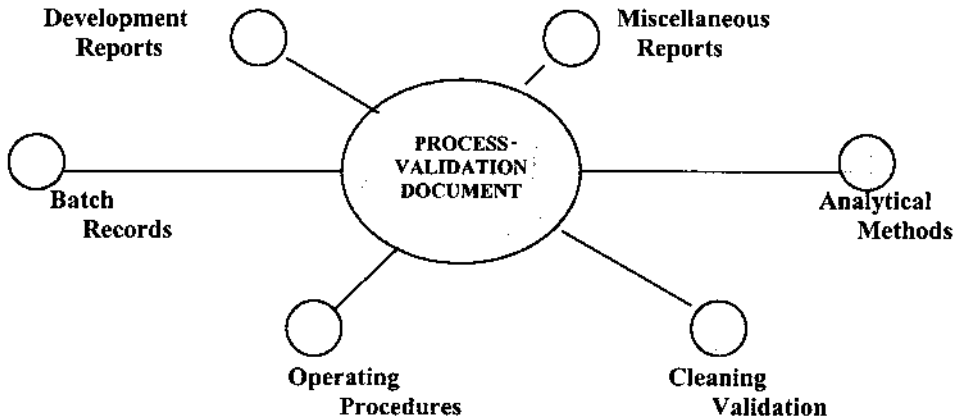 Development
Reports
Miscellaneous
Reports
PROCESS-
VALIDATION
DOCUMENT
Batch
Records
Analytical
Methods
Operating
Procedures
Cleaning
Validation